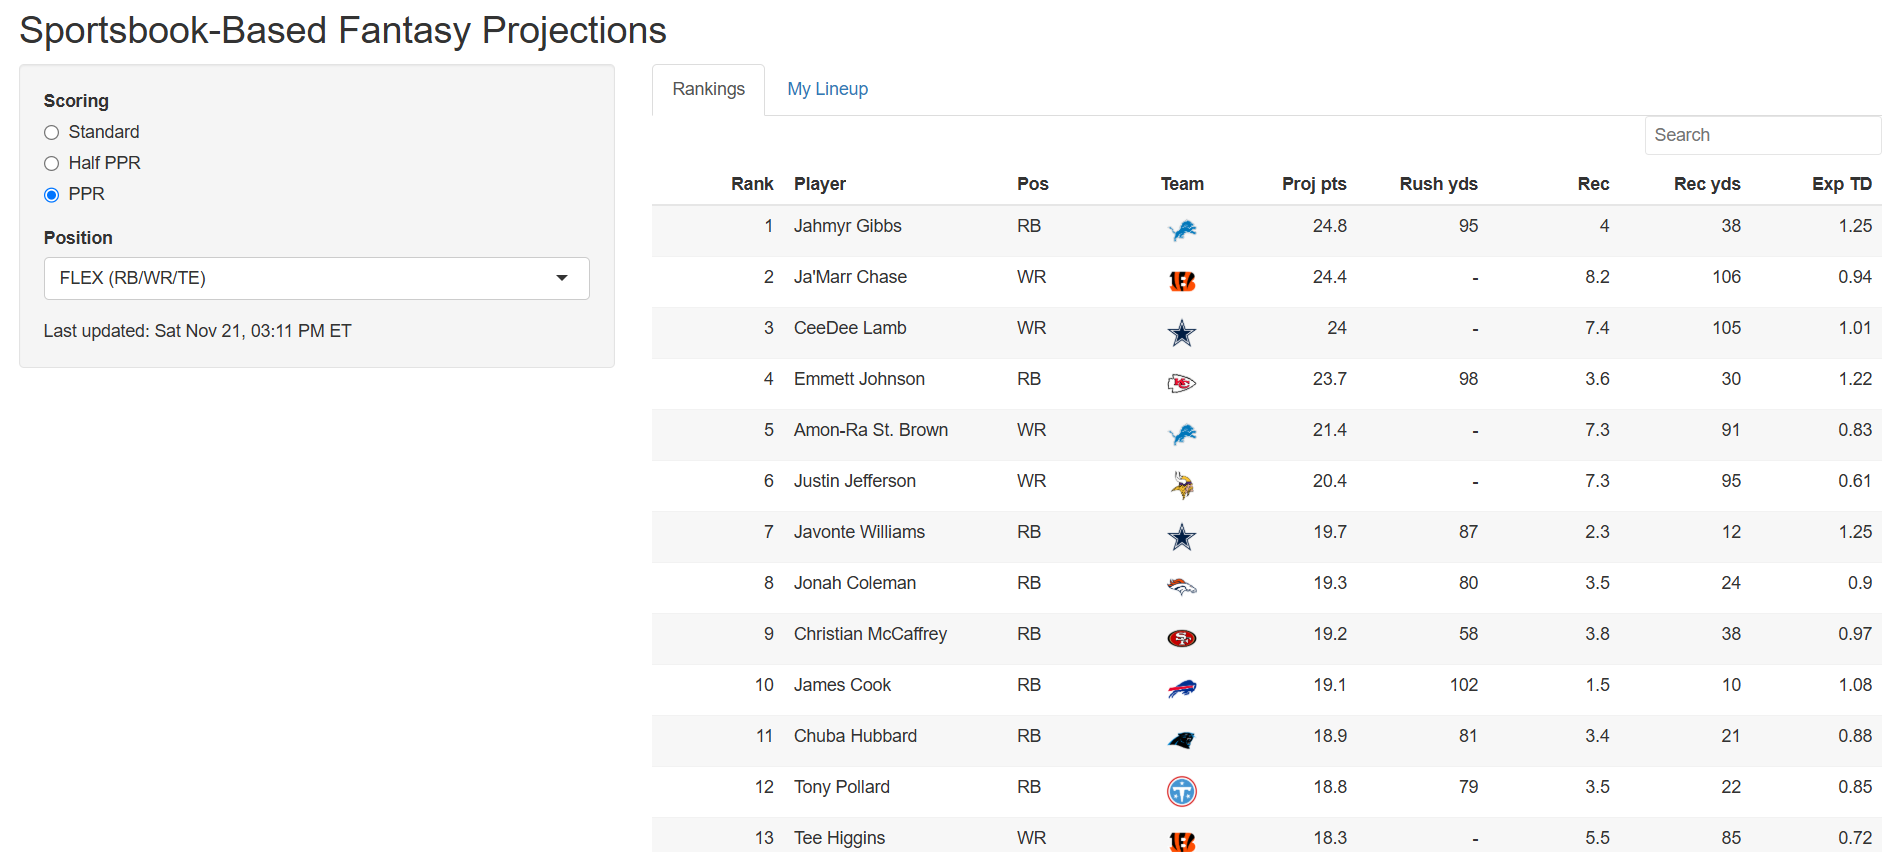 Sportsbook-Based Fantasy Projections
Scoring
Standard
Half PPR
PPR
Position
FLEX (RB/WR/TE)
Last updated: Sat Nov 21, 03:11 PM ET
Rankings My Lineup
Search
Rank Player Pos Team Proj pts Rush yds Rec Rec yds Exp TD
1 Jahmyr Gibbs RB 24.8 95 4 38 1.25
2 Ja'Marr Chase WR 24.4 - 8.2 106 0.94
3 CeeDee Lamb WR 24 - 7.4 105 1.01
4 Emmett Johnson RB 23.7 98 3.6 30 1.22
5 Amon-Ra St. Brown WR 21.4 - 7.3 91 0.83
6 Justin Jefferson WR 20.4 - 7.3 95 0.61
7 Javonte Williams RB 19.7 87 2.3 12 1.25
8 Jonah Coleman RB 19.3 80 3.5 24 0.9
9 Christian McCaffrey RB 19.2 58 3.8 38 0.97
10 James Cook RB 19.1 102 1.5 10 1.08
11 Chuba Hubbard RB 18.9 81 3.4 21 0.88
12 Tony Pollard RB 18.8 79 3.5 22 0.85
13 Tee Higgins WR 18.3 - 5.5 85 0.72